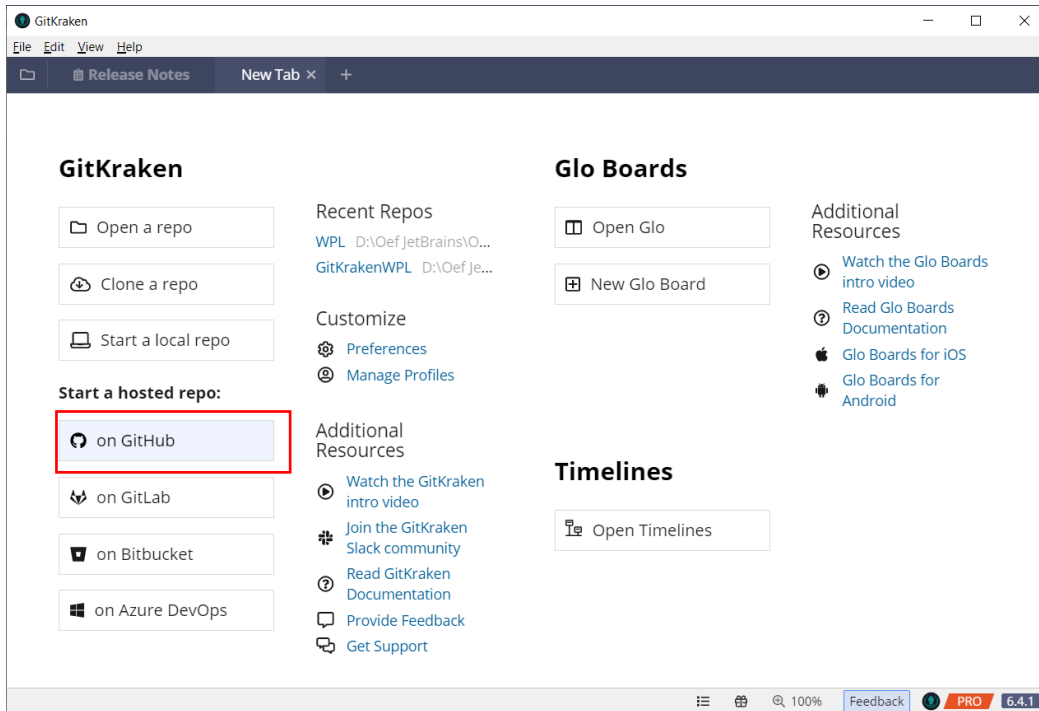 GitKraken
File Edit View Help
Release Notes New Tab
GitKraken
Open a repo
Clone a repo
Start a local repo
Start a hosted repo:
on GitHub
on GitLab
on Bitbucket
on Azure DevOps
Recent Repos
WPL D:\Oef JetBrains\O...
GitKrakenWPL D:\Oef Je...
Customize
Preferences
Manage Profiles
Additional
Resources
Watch the GitKraken
intro video
Join the GitKraken
Slack community
Read GitKraken
Documentation
Provide Feedback
Get Support
Glo Boards
Open Glo
New Glo Board
Additional
Resources
Watch the Glo Boards
intro video
Read Glo Boards
Documentation
Glo Boards for iOS
Glo Boards for
Android
Timelines
Open Timelines
100% Feedback PRO 6.4.1